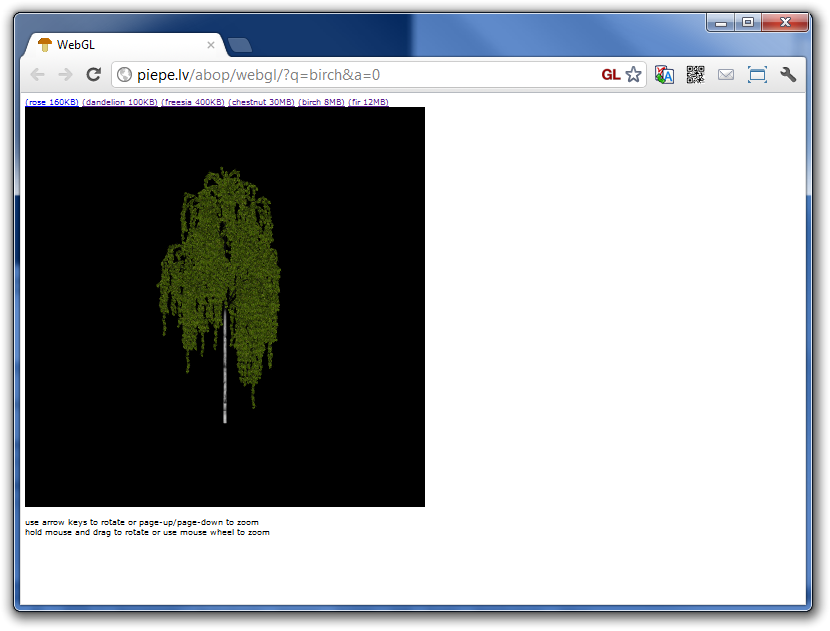 WebGL
piepe.lv/abop/webgl/?q=birch&a=0 GL
(rose 160KB) (dandelion 100KB) (freesia 400KB) (chestnut 30MB) (birch 8MB) (fir 12MB)
use arrow keys to rotate or page-up/page-down to zoom
hold mouse and drag to rotate or use mouse wheel to zoom